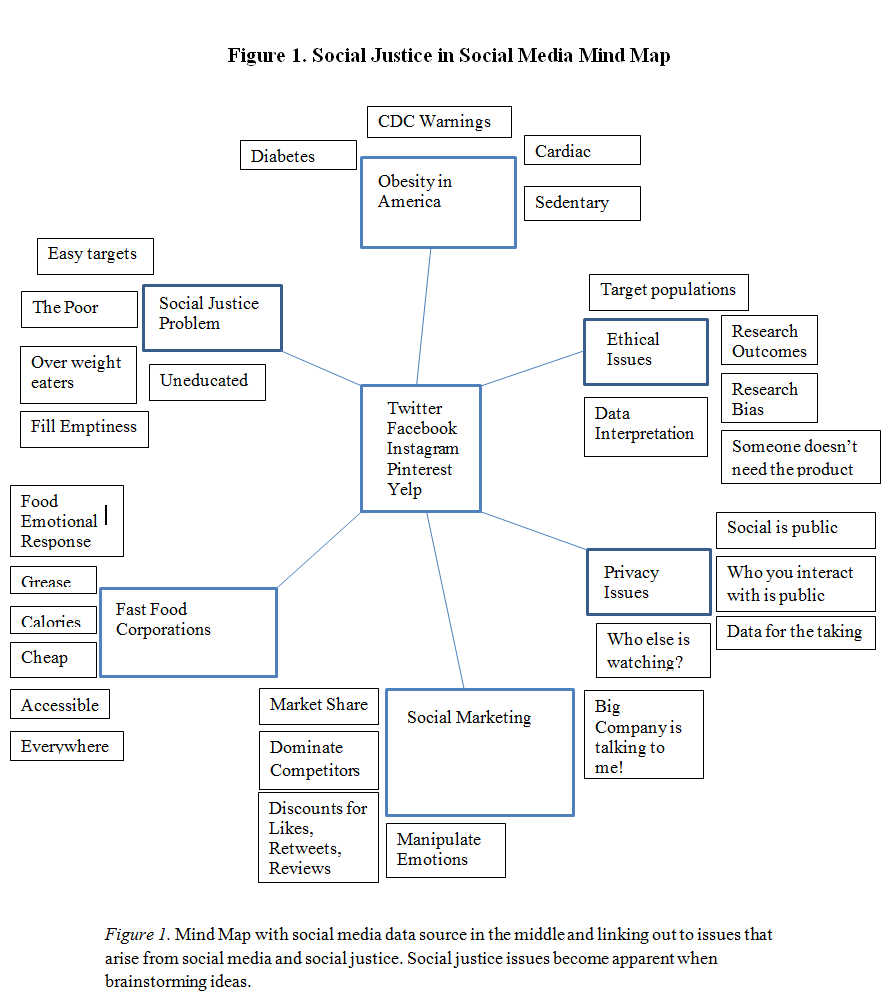 Figure 1. Social Justice in Social Media Mind Map
CDC Warnings
Diabetes
Cardiac
Obesity in
America
Sedentary
Easy targets
The Poor
Social Justice
Problem
Over weight
eaters
Uneducated
Fill Emptiness
Target populations
Ethical
Issues
Research
Outcomes
Research
Bias
Data
Interpretation
Someone doesn't
need the product
Twitter
Facebook
Instagram
Pinterest
Yelp
Food
Emotional
Response
Grease
Calories
Cheap
Accessible
Everywhere
Fast Food
Corporations
Privacy
Issues
Social is public
Who you interact
with is public
Data for the taking
Who else is
watching?
Market Share
Dominate
Competitors
Discounts for
Likes,
Retweets,
Reviews
Social Marketing
Manipulate
Emotions
Big
Company is
talking to
me!
Figure 1. Mind Map with social media data source in the middle and linking out to issues that
arise from social media and social justice. Social justice issues become apparent when
brainstorming ideas.